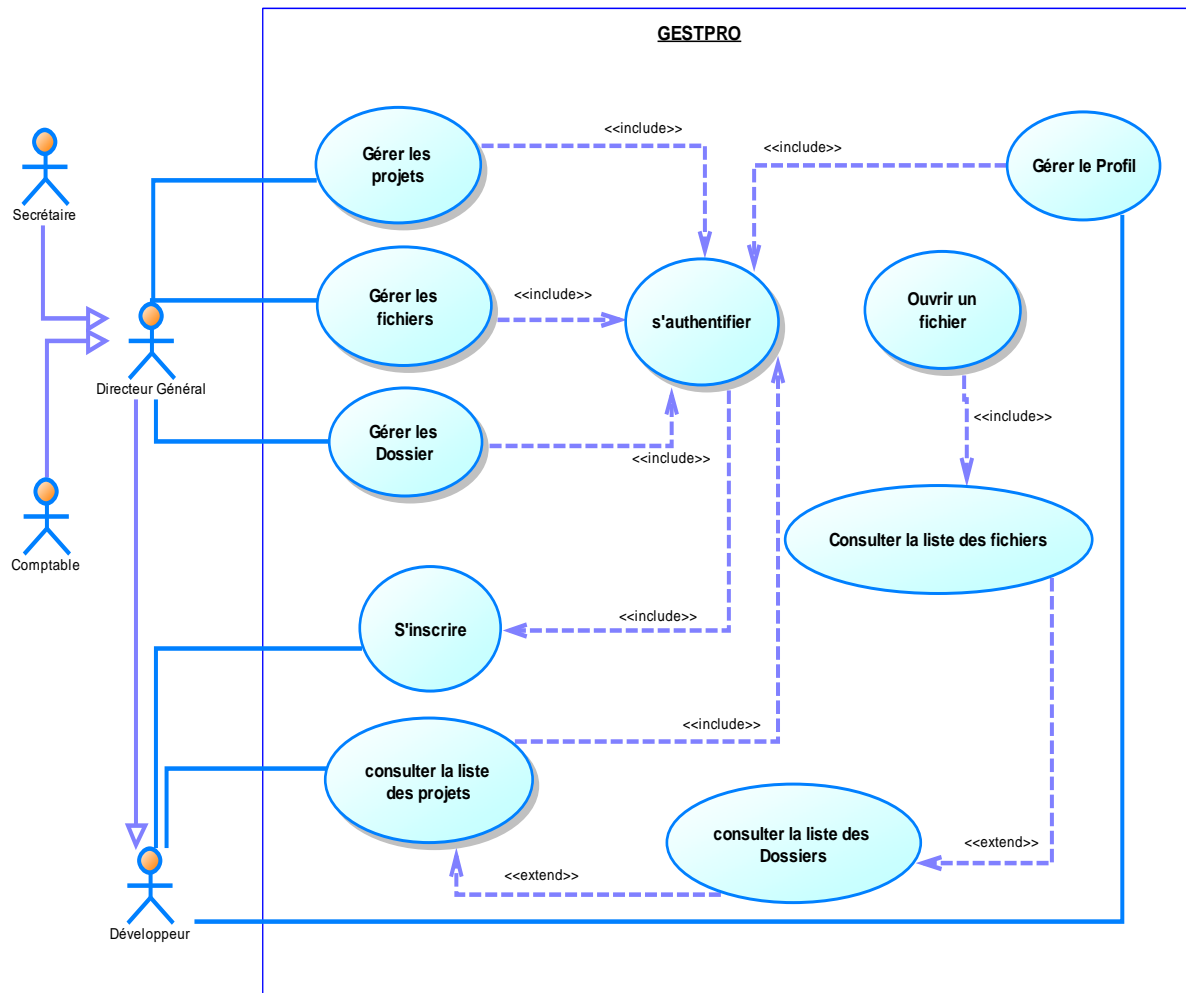 GESTPRO
<<include>>
<<include>>
Gérer les
projets
Gérer le Profil
Secrétaire
Gérer les
fichiers
<<include>>
s'authentifier
Ouvrir un
fichier
Directeur Général
<<include>>
Gérer les
Dossier
<<include>>
Consulter la liste des fichiers
Comptable
<<include>>
S'inscrire
<<include>>
consulter la liste
des projets
consulter la liste des
Dossiers
<<extend>>
<<extend>>
Développeur